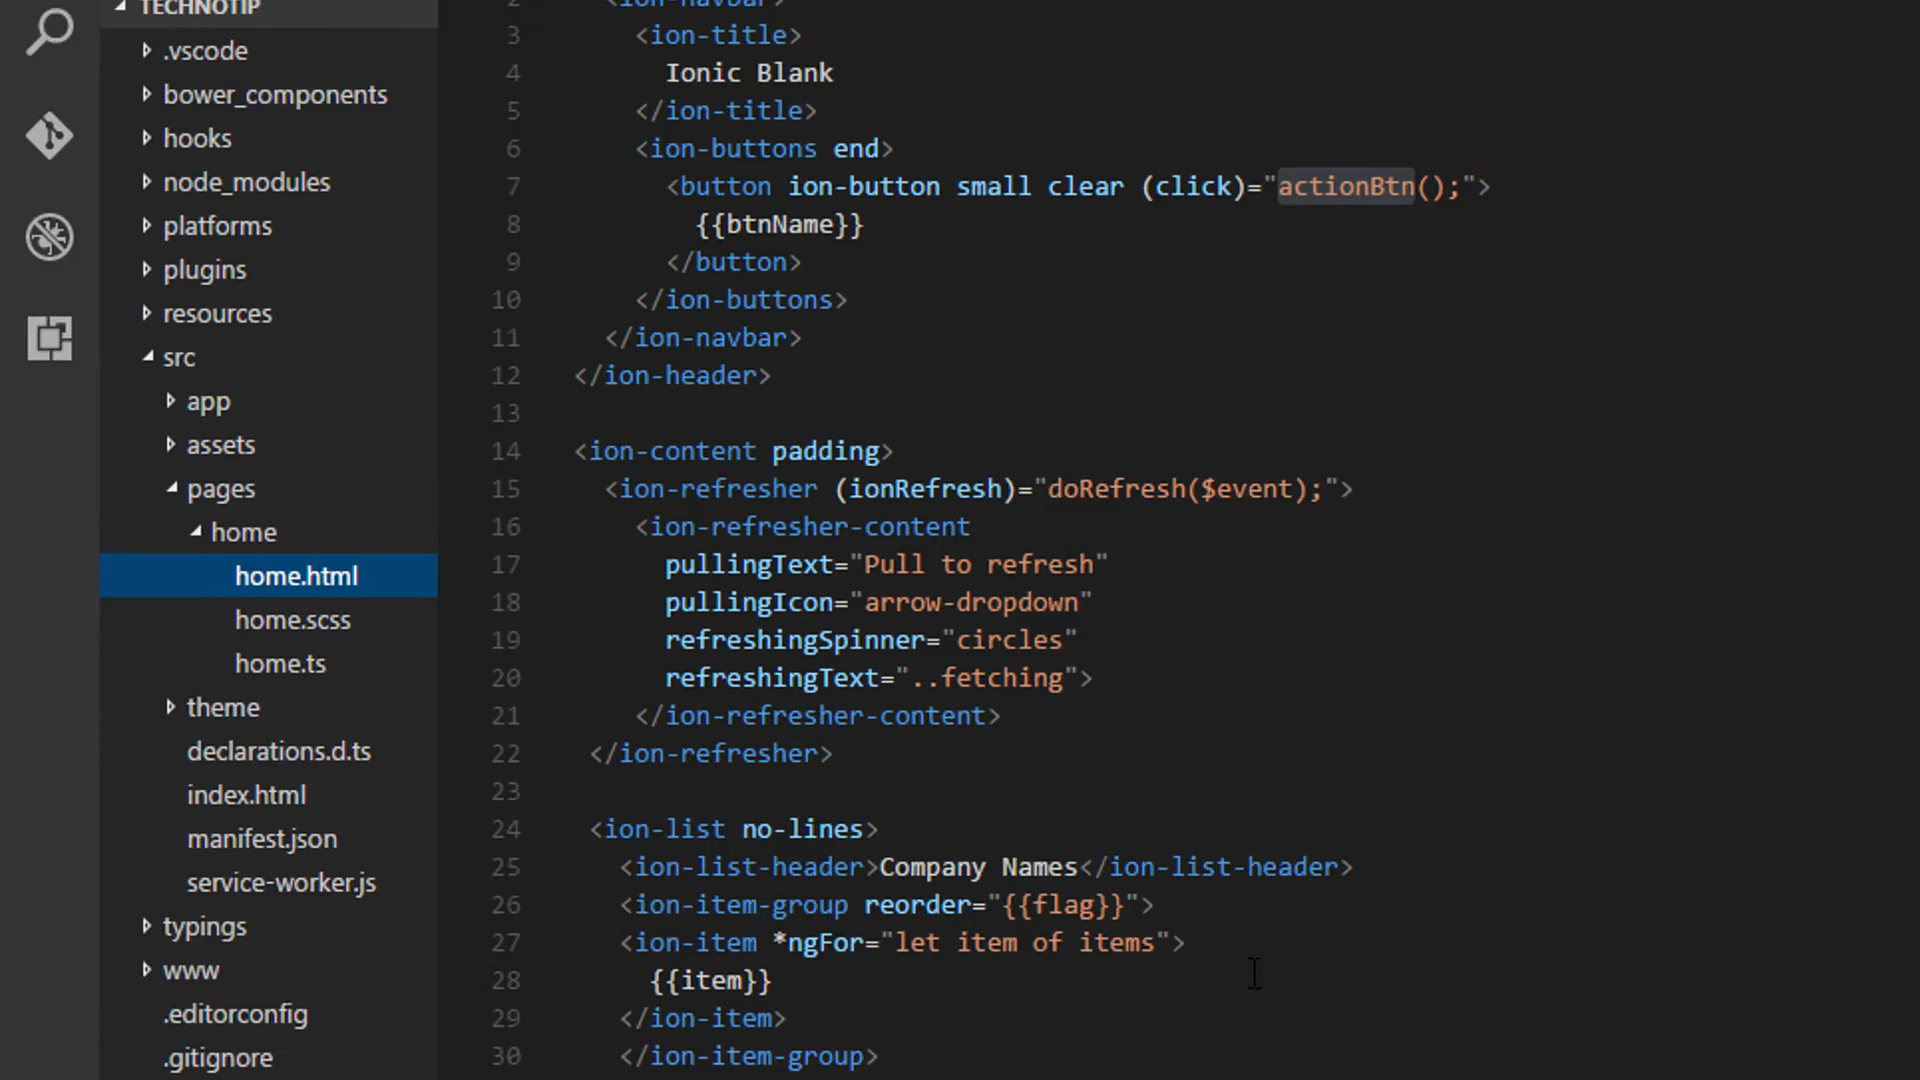 TECHNOTIP
.vscode
bower_components
hooks
node_modules
platforms
plugins
resources
src
app
assets
pages
home
home.html
home.scss
home.ts
theme
declarations.d.ts
index.html
manifest.json
service-worker.js
typings
www
.editorconfig
.gitignore
2 <ion-navbar>
3 <ion-title>
4 Ionic Blank
5 </ion-title>
6 <ion-buttons end>
7 <button ion-button small clear (click)="actionBtn();">
8 {{btnName}}
9 </button>
10 </ion-buttons>
11 </ion-navbar>
12 </ion-header>
13
14 <ion-content padding>
15 <ion-refresher (ionRefresh)="doRefresh($event);">
16 <ion-refresher-content
17 pullingText="Pull to refresh"
18 pullingIcon="arrow-dropdown"
19 refreshingSpinner="circles"
20 refreshingText="..fetching">
21 </ion-refresher-content>
22 </ion-refresher>
23
24 <ion-list no-lines>
25 <ion-list-header>Company Names</ion-list-header>
26 <ion-item-group reorder="{{flag}}">
27 <ion-item *ngFor="let item of items">
28 {{item}}
29 </ion-item>
30 </ion-item-group>